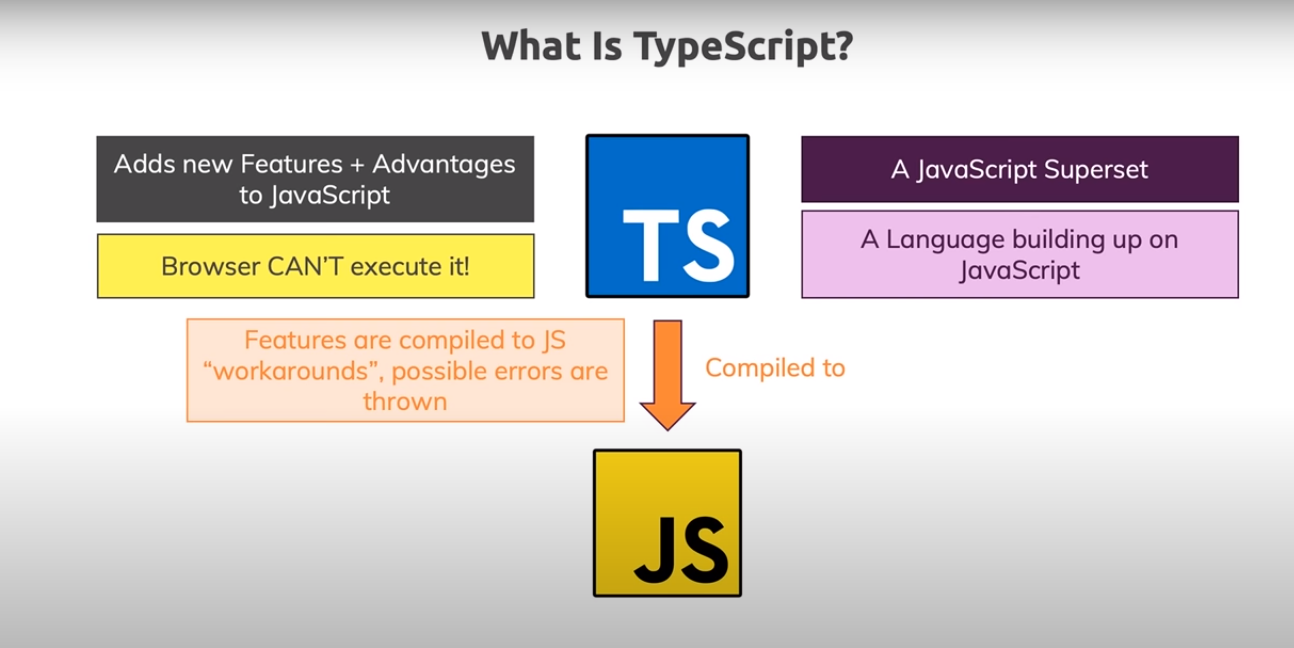 What Is TypeScript?
Adds new Features + Advantages
to JavaScript
Browser CAN’T execute it!
TS
A JavaScript Superset
A Language building up on
JavaScript
Features are compiled to JS
“workarounds”, possible errors are
thrown
Compiled to
JS